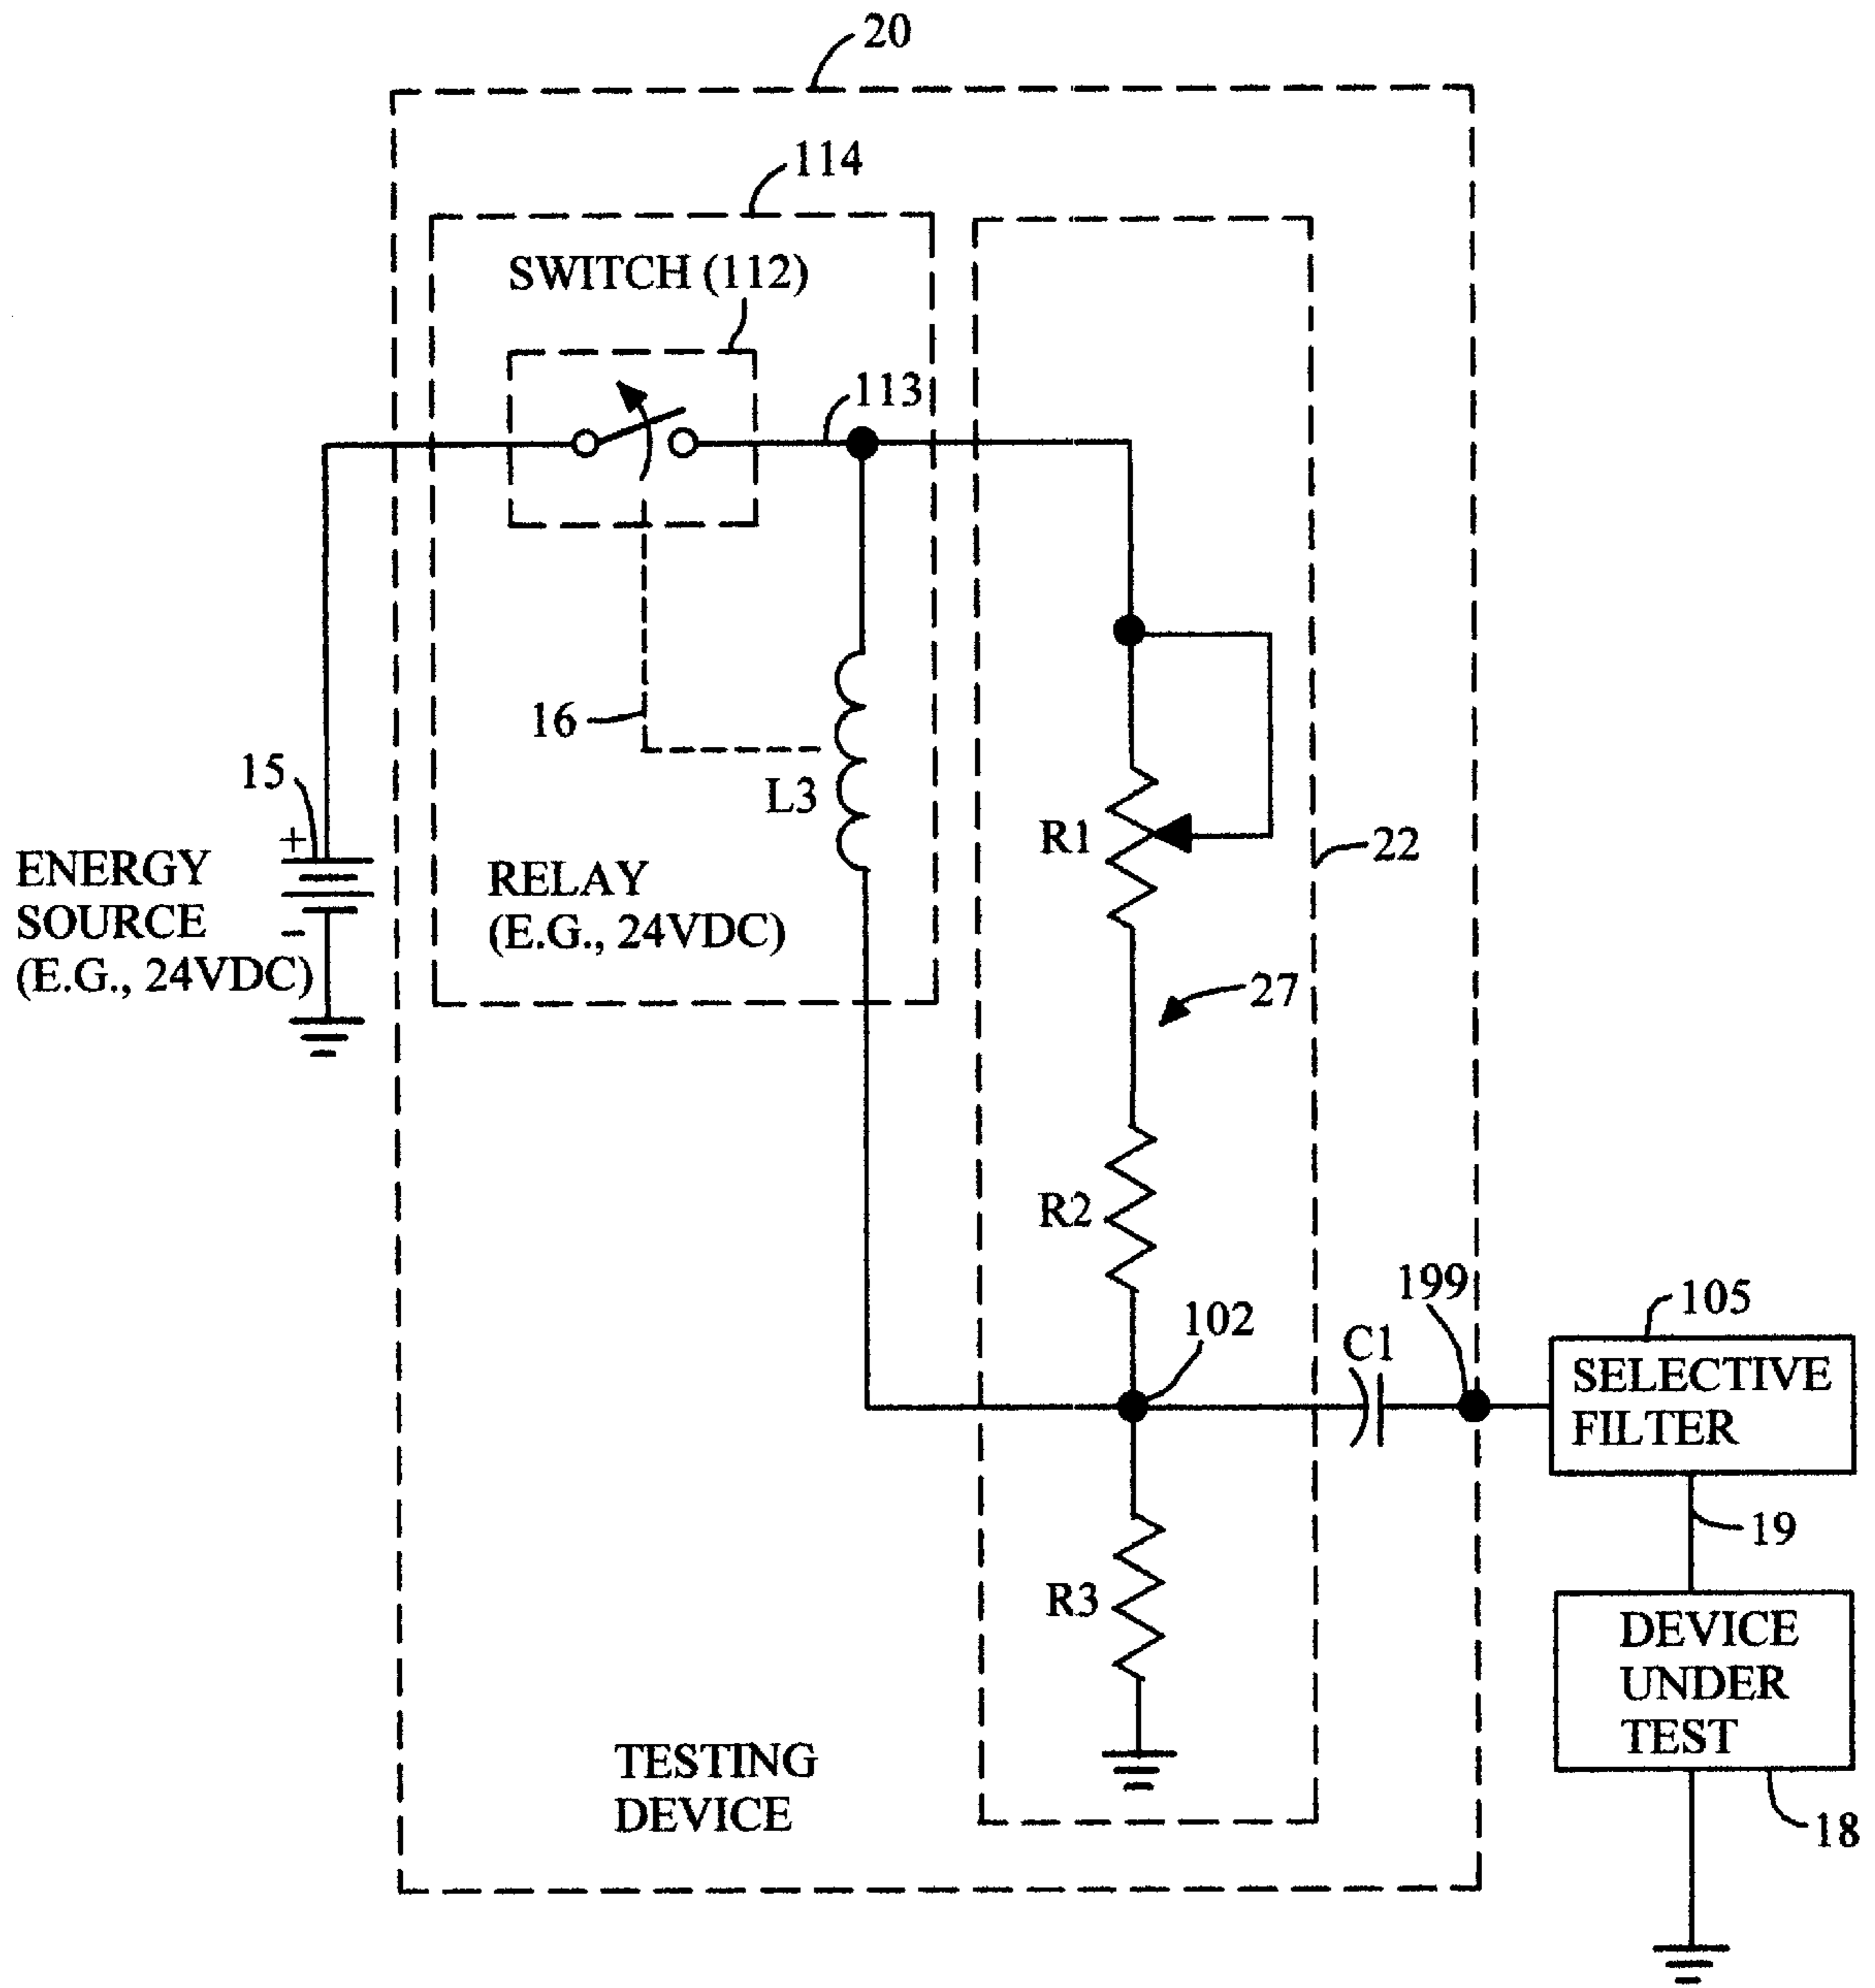 20
114
SWITCH (112)
113
16
L3
15
+
ENERGY
SOURCE
-
(E.G., 24VDC)
RELAY
(E.G., 24VDC)
R1
22
27
R2
102
C1
199
105
SELECTIVE
FILTER
19
R3
DEVICE
UNDER
TEST
18
TESTING
DEVICE